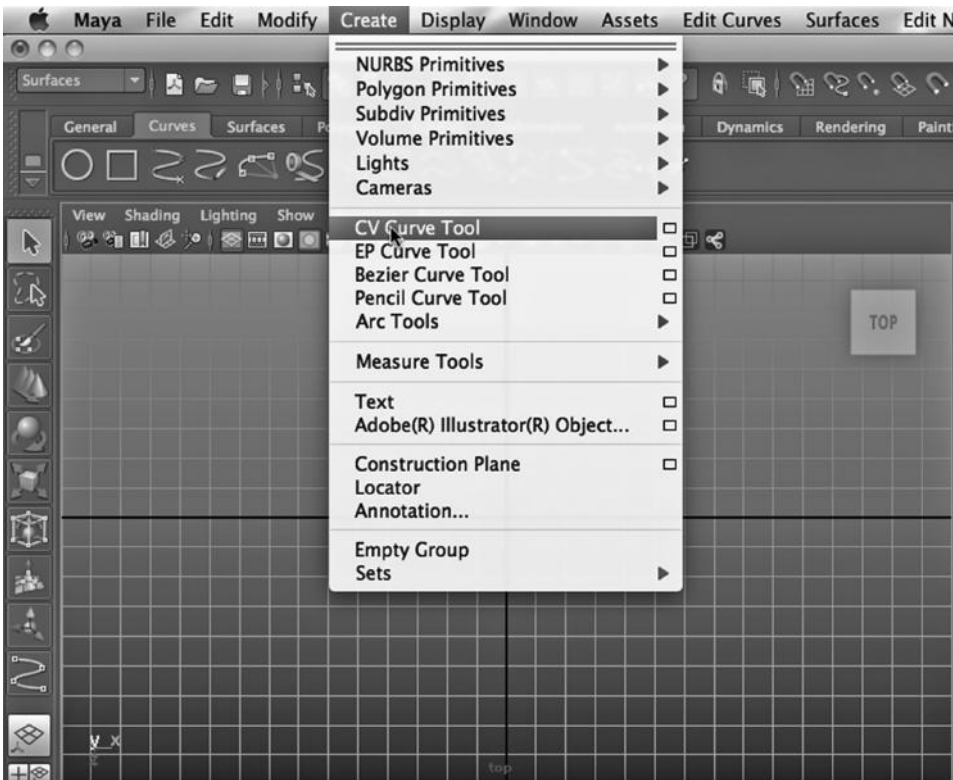 Maya File Edit Modify Create Display Window Assets Edit Curves Surfaces Edit N
Surfaces
General Curves Surfaces Po Dynamics Rendering Paint
View Shading Lighting Show
NURBS Primitives
Polygon Primitives
Subdiv Primitives
Volume Primitives
Lights
Cameras
CV Curve Tool
EP Curve Tool
Bezier Curve Tool
Pencil Curve Tool
Arc Tools
Measure Tools
Text
Adobe(R) Illustrator(R) Object...
Construction Plane
Locator
Annotation...
Empty Group
Sets
TOP
y x
z
top